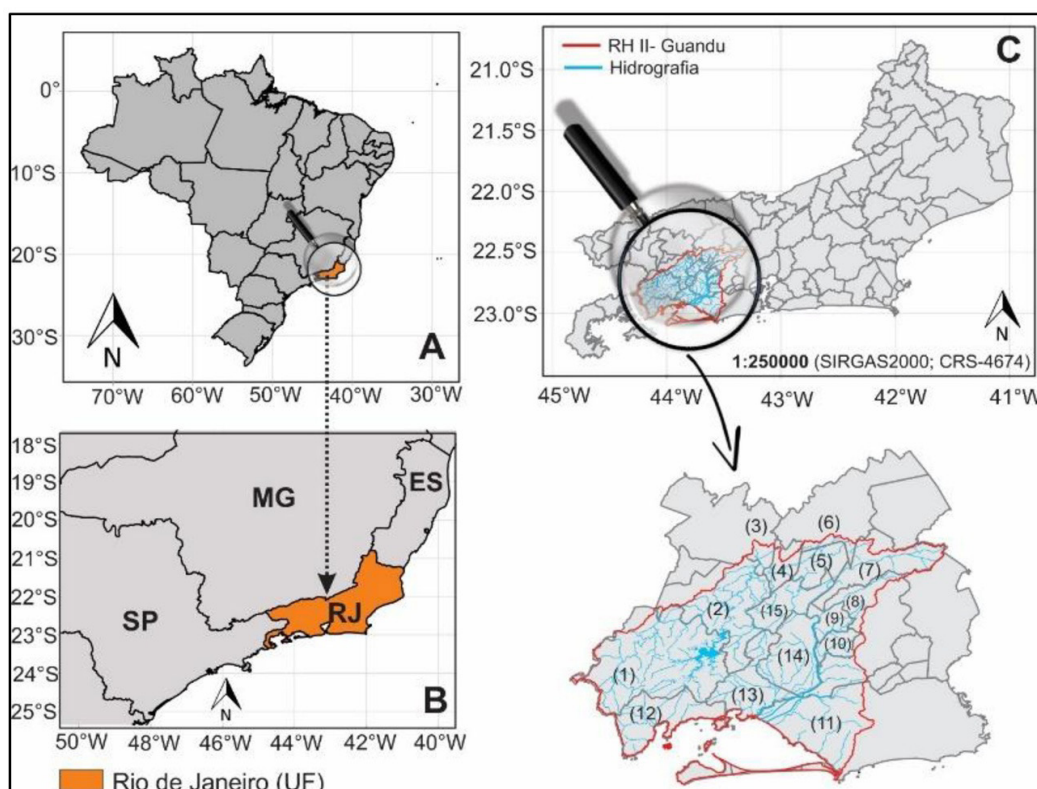 0°
10°S
20°S
30°S
N
A
70°W
60°W
50°W
40°W
30°W
18°S
19°S
20°S
21°S
22°S
23°S
24°S
25°S
MG
ES
SP
RJ
N
B
50°W
48°W
46°W
44°W
42°W
40°W
Rio de Janeiro (UF)
RH II- Guandu
Hidrografia
C
21.0°S
21.5°S
22.0°S
22.5°S
23.0°S
N
1:250000 (SIRGAS2000; CRS-4674)
45°W
44°W
43°W
42°W
41°W
(3)
(6)
(4)
(5)
(7)
(2)
(15)
(8)
(9)
(10)
(14)
(1)
(13)
(12)
(11)